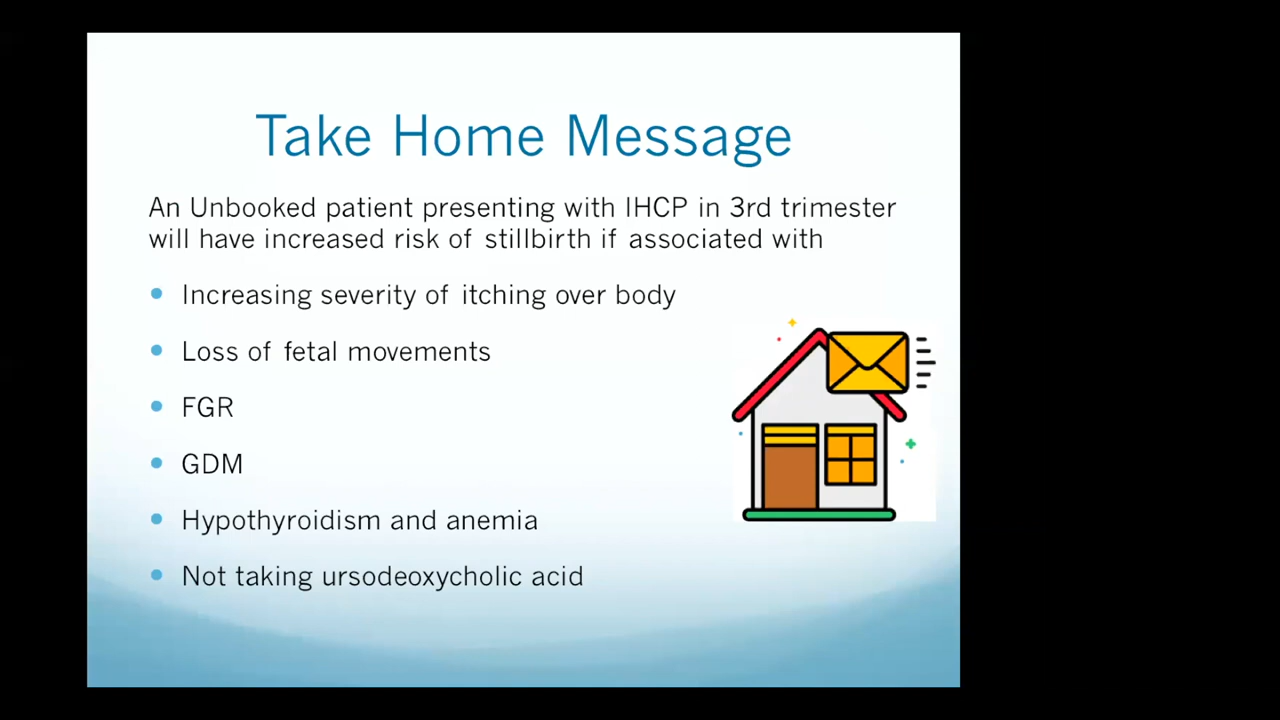 Take Home Message
An Unbooked patient presenting with IHCP in 3rd trimester
will have increased risk of stillbirth if associated with
• Increasing severity of itching over body
• Loss of fetal movements
• FGR
• GDM
• Hypothyroidism and anemia
• Not taking ursodeoxycholic acid